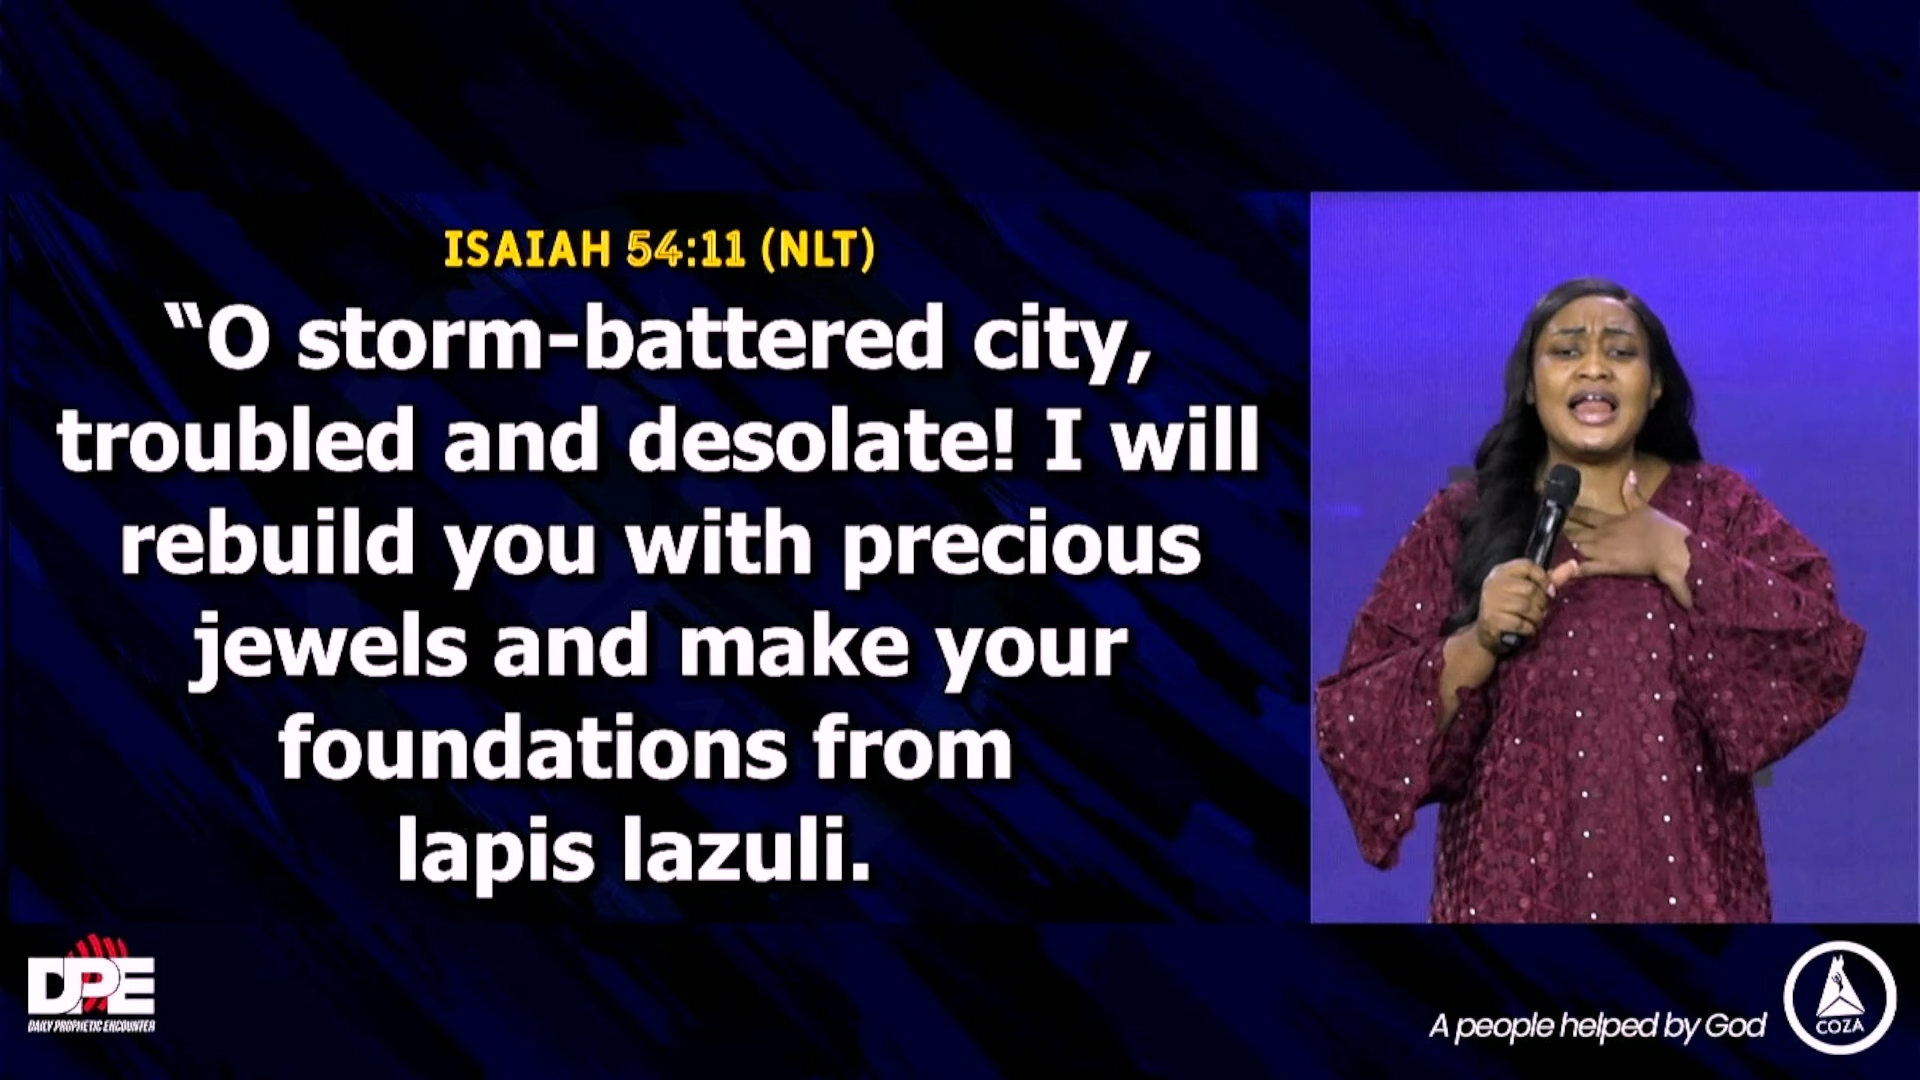 ISAIAH 54:11 (NLT)
“O storm-battered city,
troubled and desolate! I will
rebuild you with precious
jewels and make your
foundations from
lapis lazuli.
DPE
DAILY PROPHETIC ENCOUNTER
A people helped by God
COZA